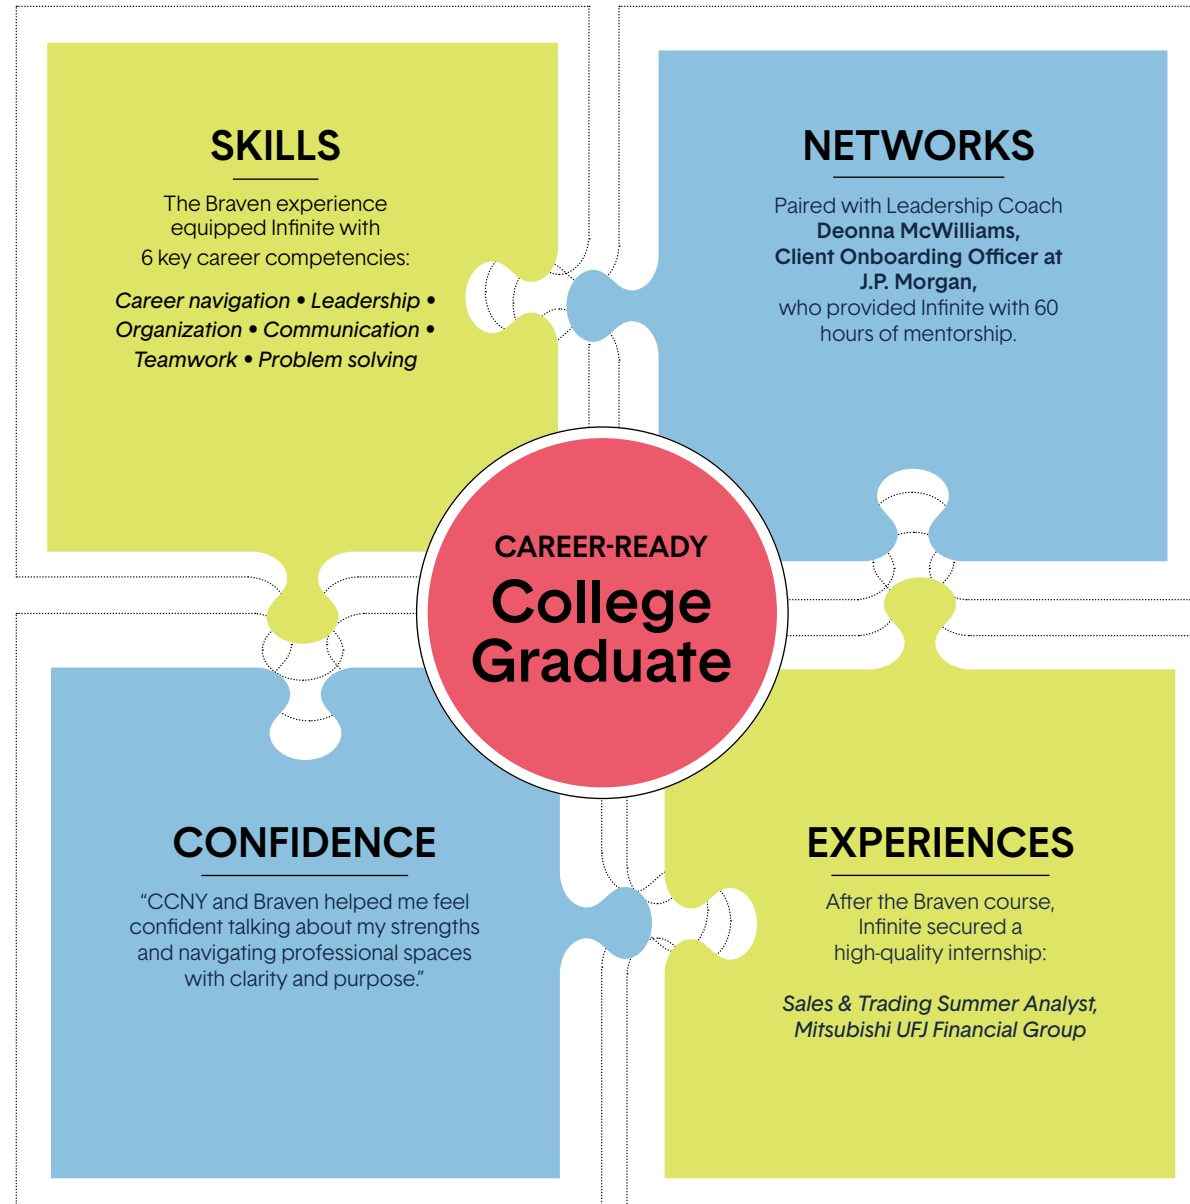 SKILLS
The Braven experience
equipped Infinite with
6 key career competencies:
Career navigation • Leadership •
Organization • Communication •
Teamwork • Problem solving
NETWORKS
Paired with Leadership Coach
Deonna McWilliams,
Client Onboarding Officer at
J.P. Morgan,
who provided Infinite with 60
hours of mentorship.
CAREER-READY
College
Graduate
CONFIDENCE
“CCNY and Braven helped me feel
confident talking about my strengths
and navigating professional spaces
with clarity and purpose.”
EXPERIENCES
After the Braven course,
Infinite secured a
high-quality internship:
Sales & Trading Summer Analyst,
Mitsubishi UFJ Financial Group